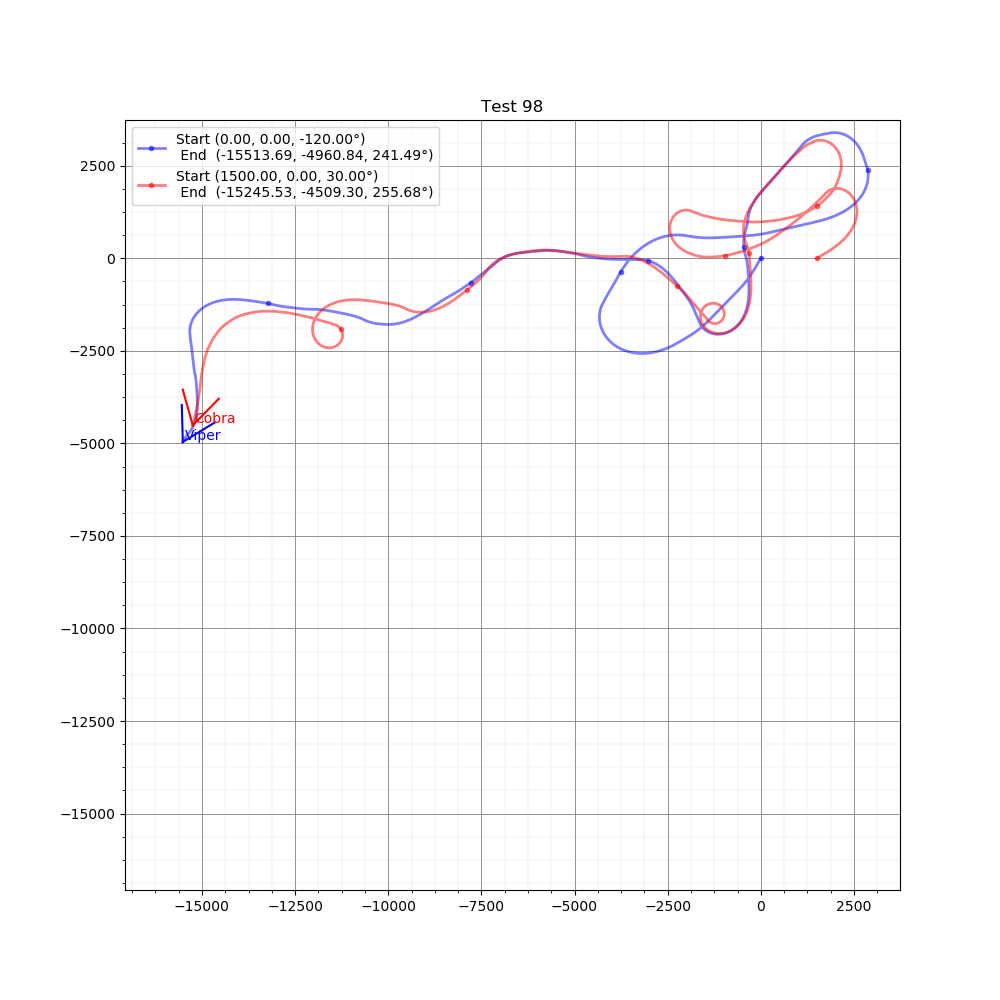 Test 98
Start (0.00, 0.00, -120.00°)
End (-15513.69, -4960.84, 241.49°)
Start (1500.00, 0.00, 30.00°)
End (-15245.53, -4509.30, 255.68°)
2500
0
−2500
−5000
−7500
−10000
−12500
−15000
Cobra
Viper
−15000 −12500 −10000 −7500 −5000 −2500 0 2500